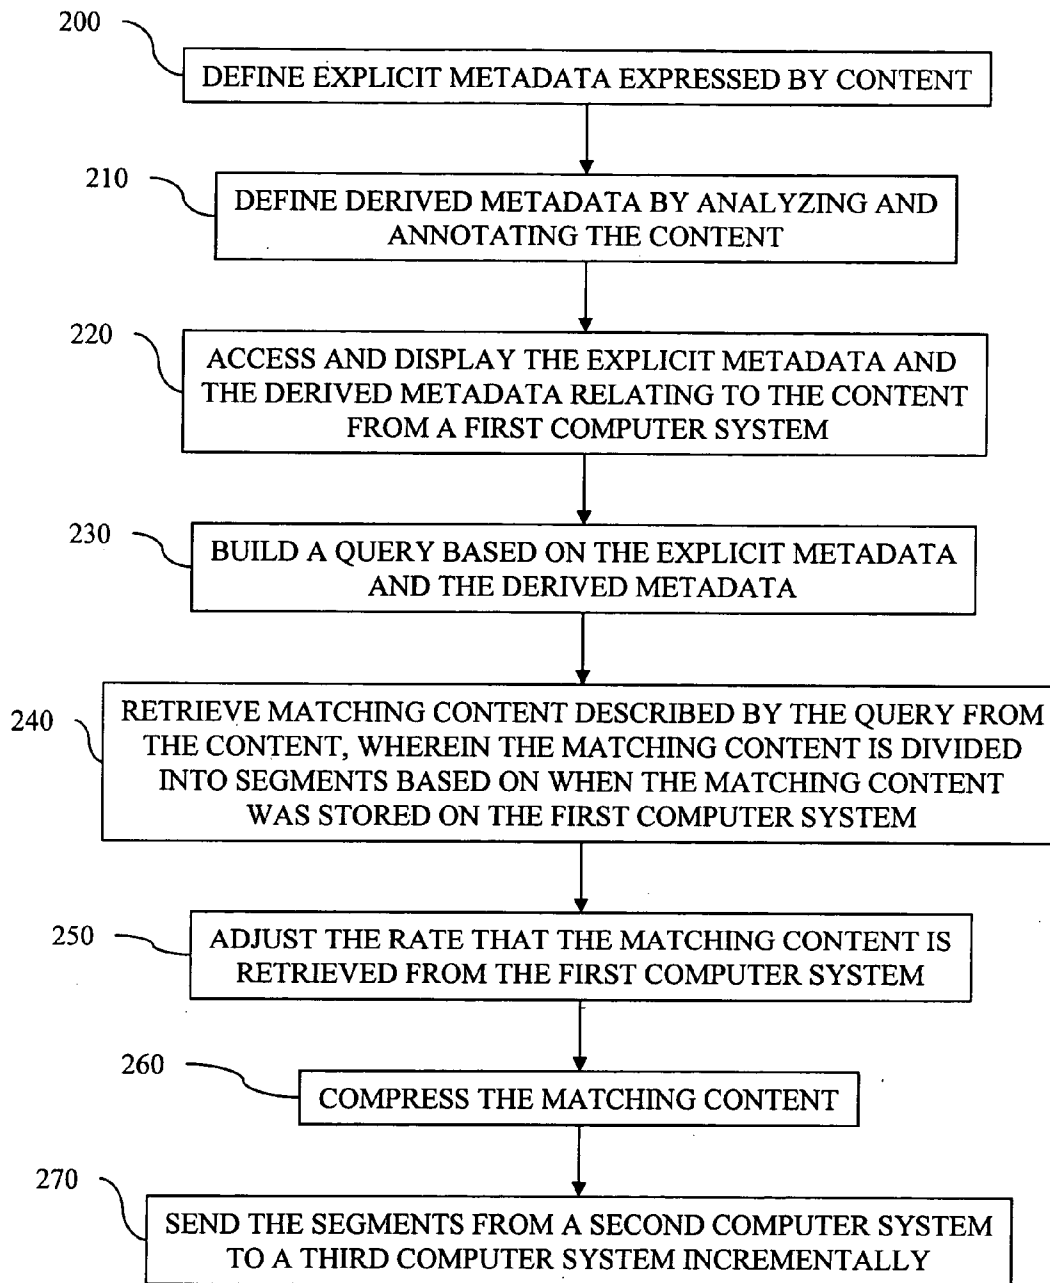 200
DEFINE EXPLICIT METADATA EXPRESSED BY CONTENT
210
DEFINE DERIVED METADATA BY ANALYZING AND
ANNOTATING THE CONTENT
220
ACCESS AND DISPLAY THE EXPLICIT METADATA AND
THE DERIVED METADATA RELATING TO THE CONTENT
FROM A FIRST COMPUTER SYSTEM
230
BUILD A QUERY BASED ON THE EXPLICIT METADATA
AND THE DERIVED METADATA
240
RETRIEVE MATCHING CONTENT DESCRIBED BY THE QUERY FROM
THE CONTENT, WHEREIN THE MATCHING CONTENT IS DIVIDED
INTO SEGMENTS BASED ON WHEN THE MATCHING CONTENT
WAS STORED ON THE FIRST COMPUTER SYSTEM
250
ADJUST THE RATE THAT THE MATCHING CONTENT IS
RETRIEVED FROM THE FIRST COMPUTER SYSTEM
260
COMPRESS THE MATCHING CONTENT
270
SEND THE SEGMENTS FROM A SECOND COMPUTER SYSTEM
TO A THIRD COMPUTER SYSTEM INCREMENTALLY